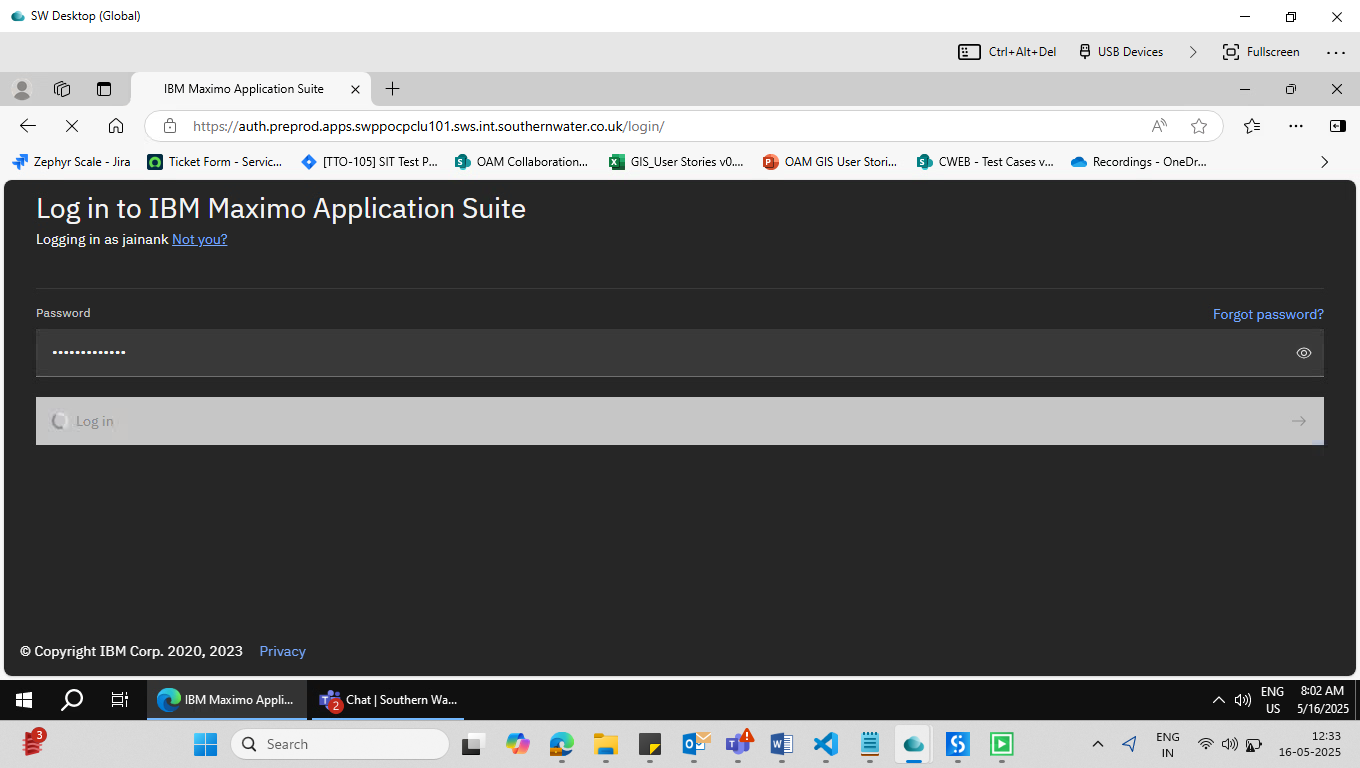 SW Desktop (Global)
Ctrl+Alt+Del USB Devices Fullscreen
IBM Maximo Application Suite
https://auth.preprod.apps.swppocpclu101.sws.int.southernwater.co.uk/login/
Zephyr Scale - Jira Ticket Form - Servic... [TTO-105] SIT Test P... OAM Collaboration... GIS_User Stories v0.... OAM GIS User Stori... CWEB - Test Cases v... Recordings - OneDr...
Log in to IBM Maximo Application Suite
Logging in as jainank Not you?
Password Forgot password?
Log in
© Copyright IBM Corp. 2020, 2023 Privacy
IBM Maximo Appli... 2 Chat | Southern Wa... ENG 8:02 AM
US 5/16/2025
3 Search ENG 12:33
IN 16-05-2025